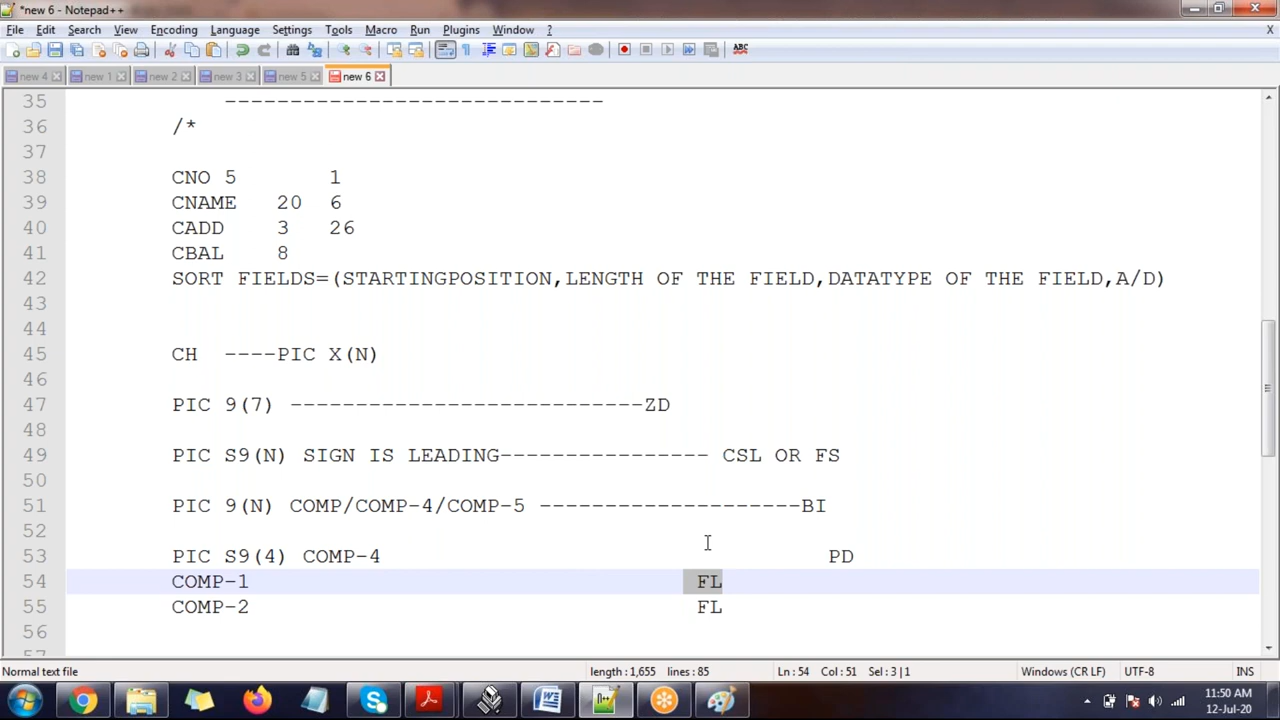 *new 6 - Notepad++
File Edit Search View Encoding Language Settings Tools Macro Run Plugins Window ? X
ABC
new 4 new 1 new 2 new 3 new 5 new 6
35 -----------------------------
36 /*
37
38 CNO 5 1
39 CNAME 20 6
40 CADD 3 26
41 CBAL 8
42 SORT FIELDS=(STARTINGPOSITION,LENGTH OF THE FIELD,DATATYPE OF THE FIELD,A/D)
43
44
45 CH ----PIC X(N)
46
47 PIC 9(7) ---------------------------ZD
48
49 PIC S9(N) SIGN IS LEADING---------------- CSL OR FS
50
51 PIC 9(N) COMP/COMP-4/COMP-5 --------------------BI
52
53 PIC S9(4) COMP-4 PD
54 COMP-1 FL
55 COMP-2 FL
56
57
Normal text file length : 1,655 lines : 85 Ln : 54 Col : 51 Sel : 3 | 1 Windows (CR LF) UTF-8 INS
11:50 AM
12-Jul-20